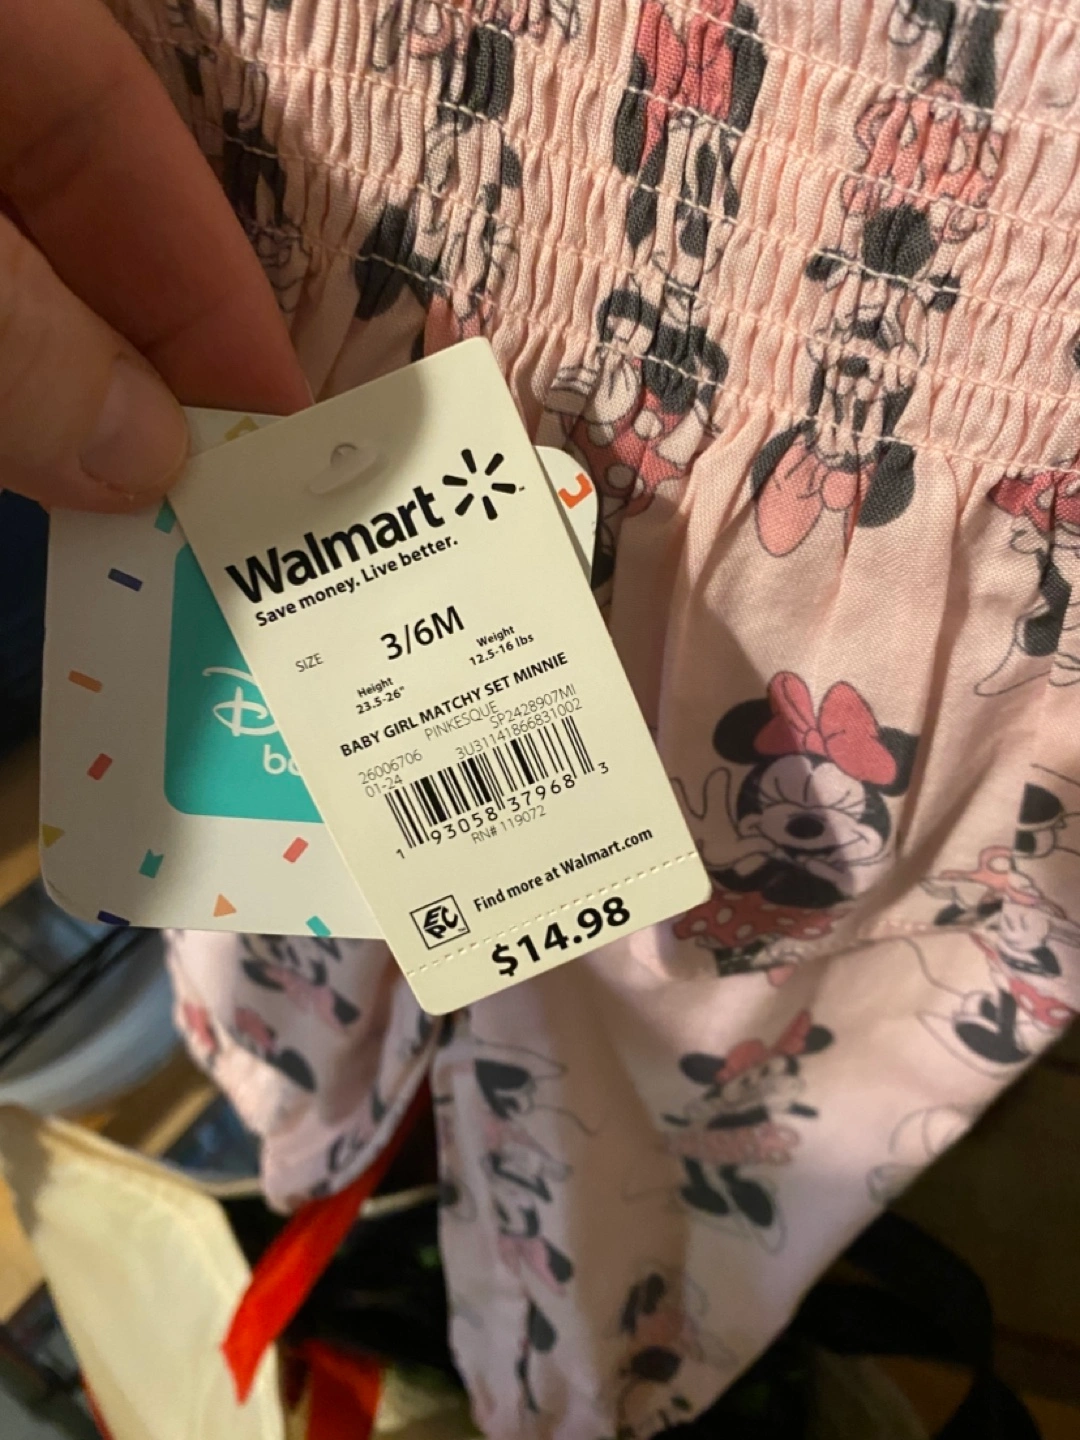 Walmart
Save money. Live better.
SIZE 3/6M
Height Weight
23.5-26" 12.5-16 lbs
BABY GIRL MATCHY SET MINNIE
PINKESQUE
26006706 SP2428907MI
01-24 3U31141866831002
1 93058 37968 3
RN# 119072
EPC Find more at Walmart.com
$14.98